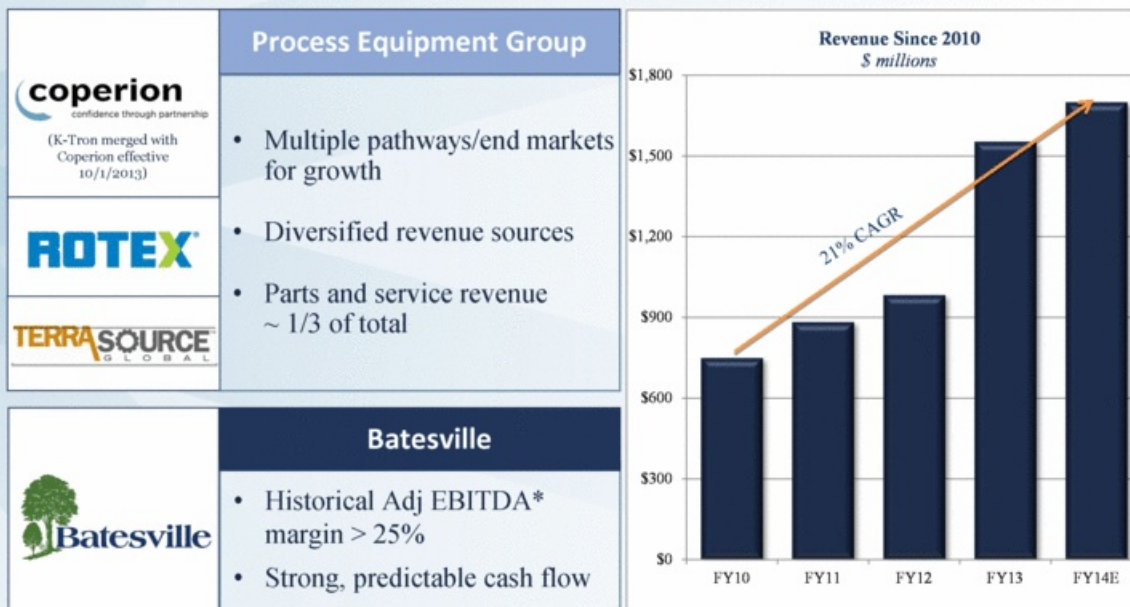 Process Equipment Group
coperion
confidence through partnership
(K-Tron merged with
Coperion effective
10/1/2013)
ROTEX®
TERRASOURCE
GLOBAL
• Multiple pathways/end markets
for growth
• Diversified revenue sources
• Parts and service revenue
~ 1/3 of total
Batesville
Batesville
• Historical Adj EBITDA*
margin > 25%
• Strong, predictable cash flow
Revenue Since 2010
$ millions
$1,800
$1,500
$1,200
$900
$600
$300
$0
21% CAGR
FY10 FY11 FY12 FY13 FY14E